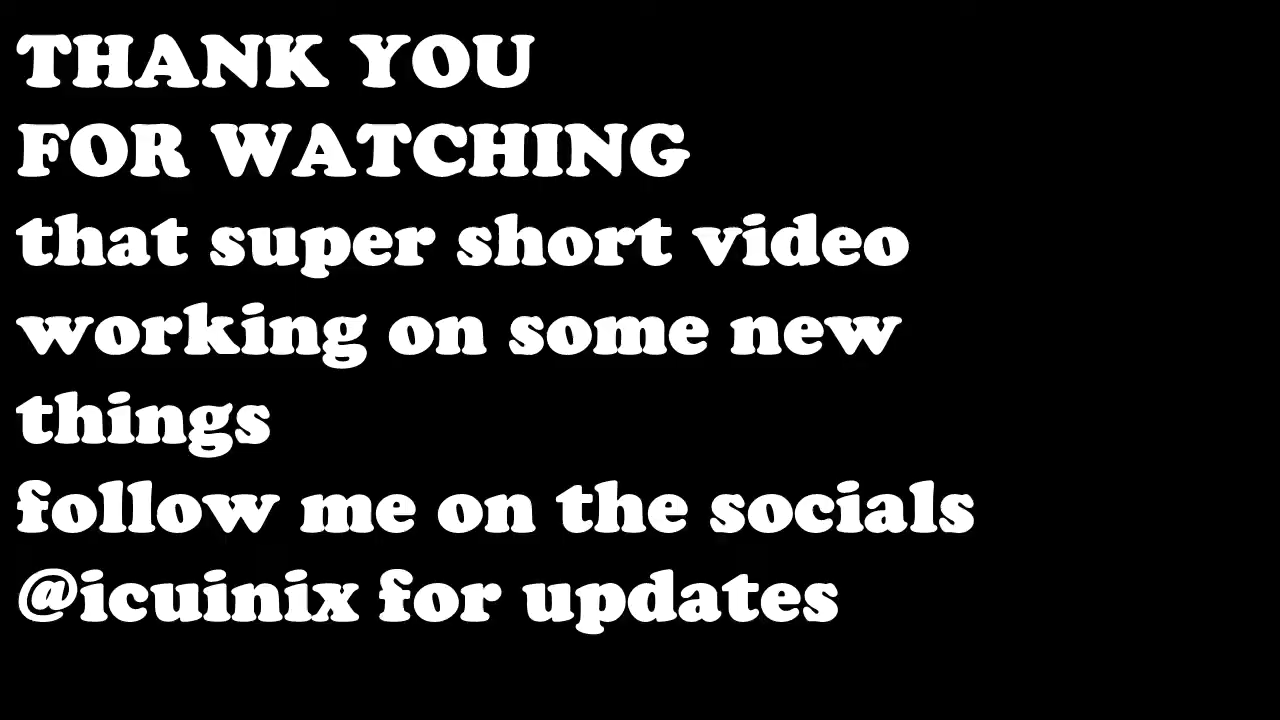 THANK YOU
FOR WATCHING
that super short video
working on some new
things
follow me on the socials
@icuinix for updates